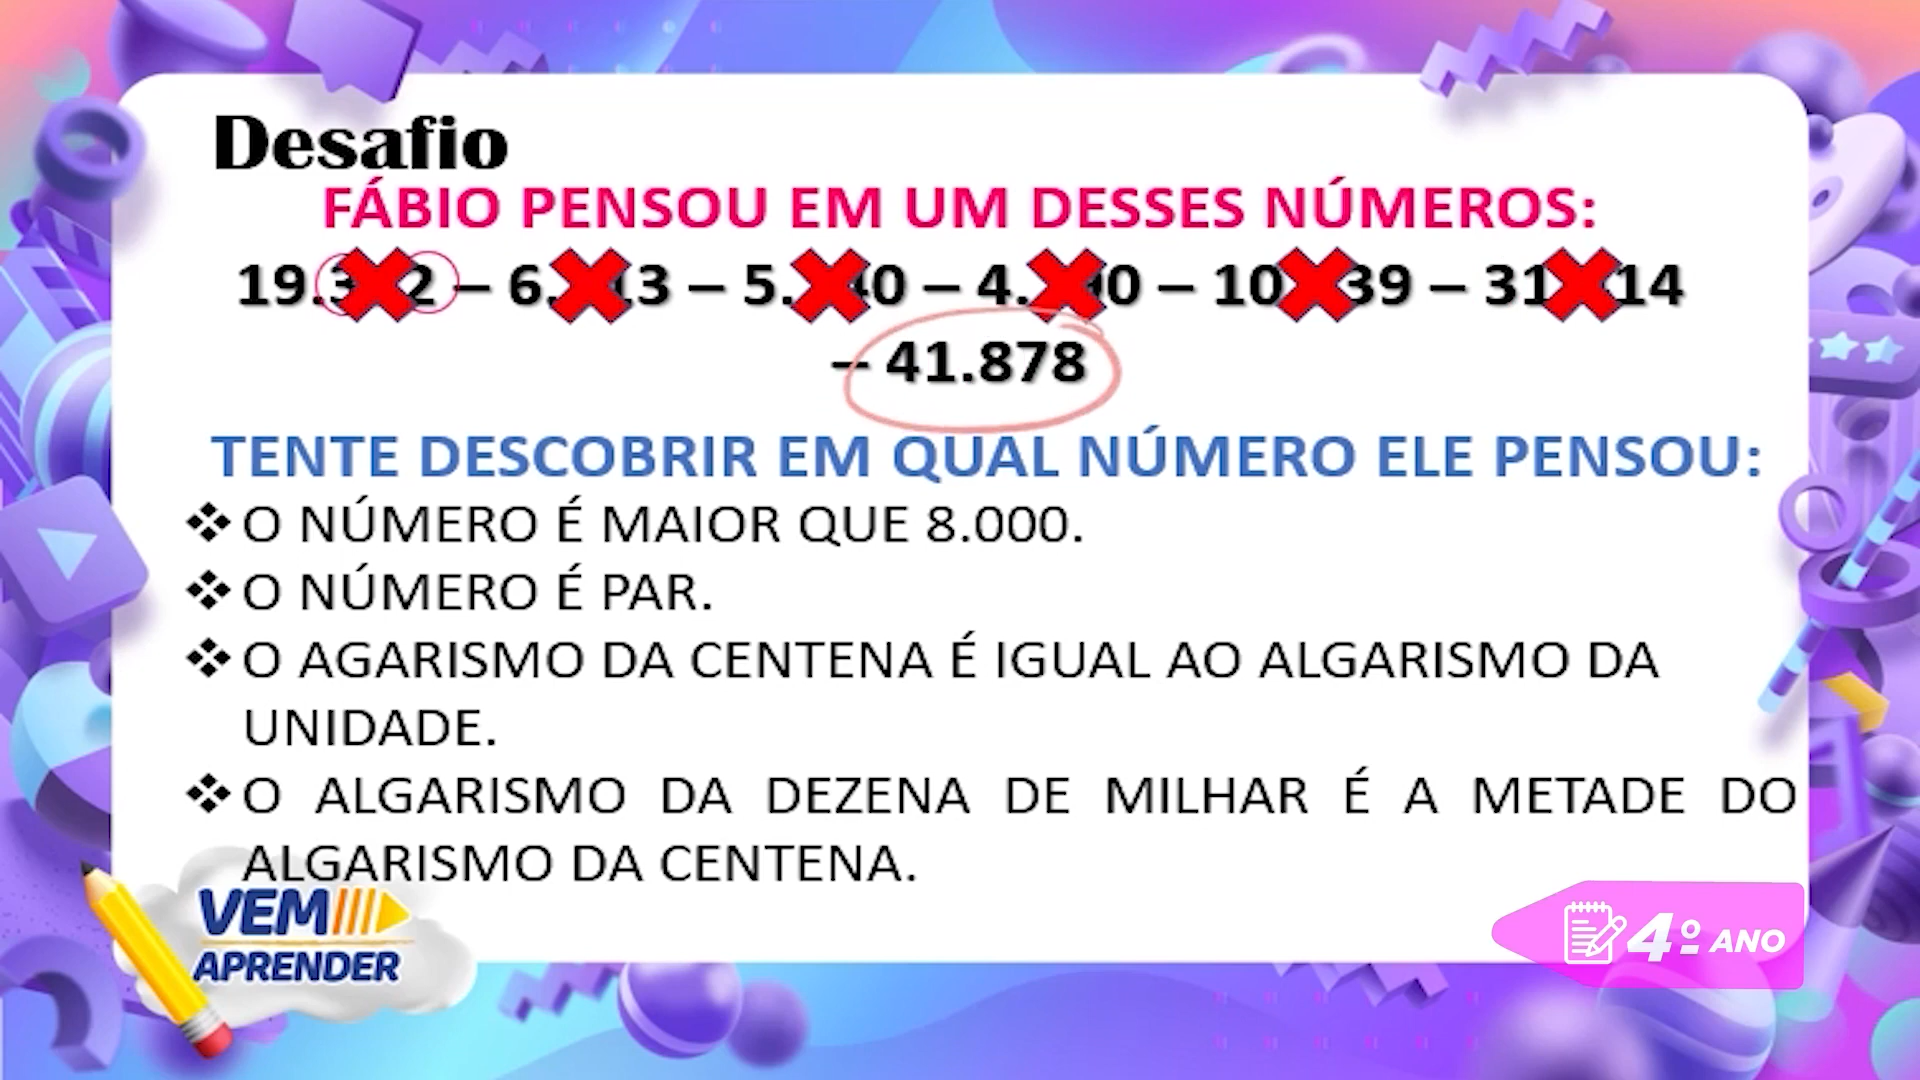 Desafio
FÁBIO PENSOU EM UM DESSES NÚMEROS:
19.3 2 – 6. 13 – 5. 40 – 4. 0 – 10 39 – 31 14
– 41.878
TENTE DESCOBRIR EM QUAL NÚMERO ELE PENSOU:
O NÚMERO É MAIOR QUE 8.000.
O NÚMERO É PAR.
O AGARISMO DA CENTENA É IGUAL AO ALGARISMO DA
UNIDADE.
O ALGARISMO DA DEZENA DE MILHAR É A METADE DO
ALGARISMO DA CENTENA.
VEM
APRENDER
4º ANO